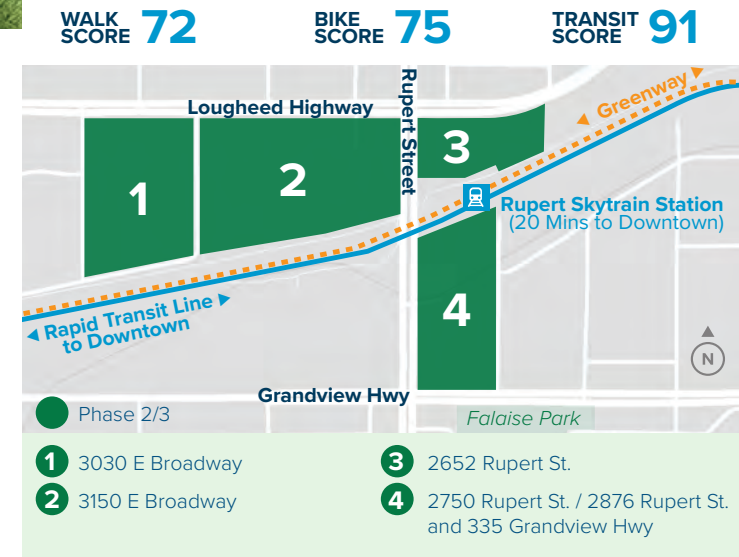 WALK SCORE 72
BIKE SCORE 75
TRANSIT SCORE 91
Lougheed Highway
Rupert Street
Greenway
1
2
3
Rupert Skytrain Station
(20 Mins to Downtown)
4
Rapid Transit Line
to Downtown
N
Grandview Hwy
Phase 2/3
Falaise Park
1 3030 E Broadway
2 3150 E Broadway
3 2652 Rupert St.
4 2750 Rupert St. / 2876 Rupert St.
and 335 Grandview Hwy